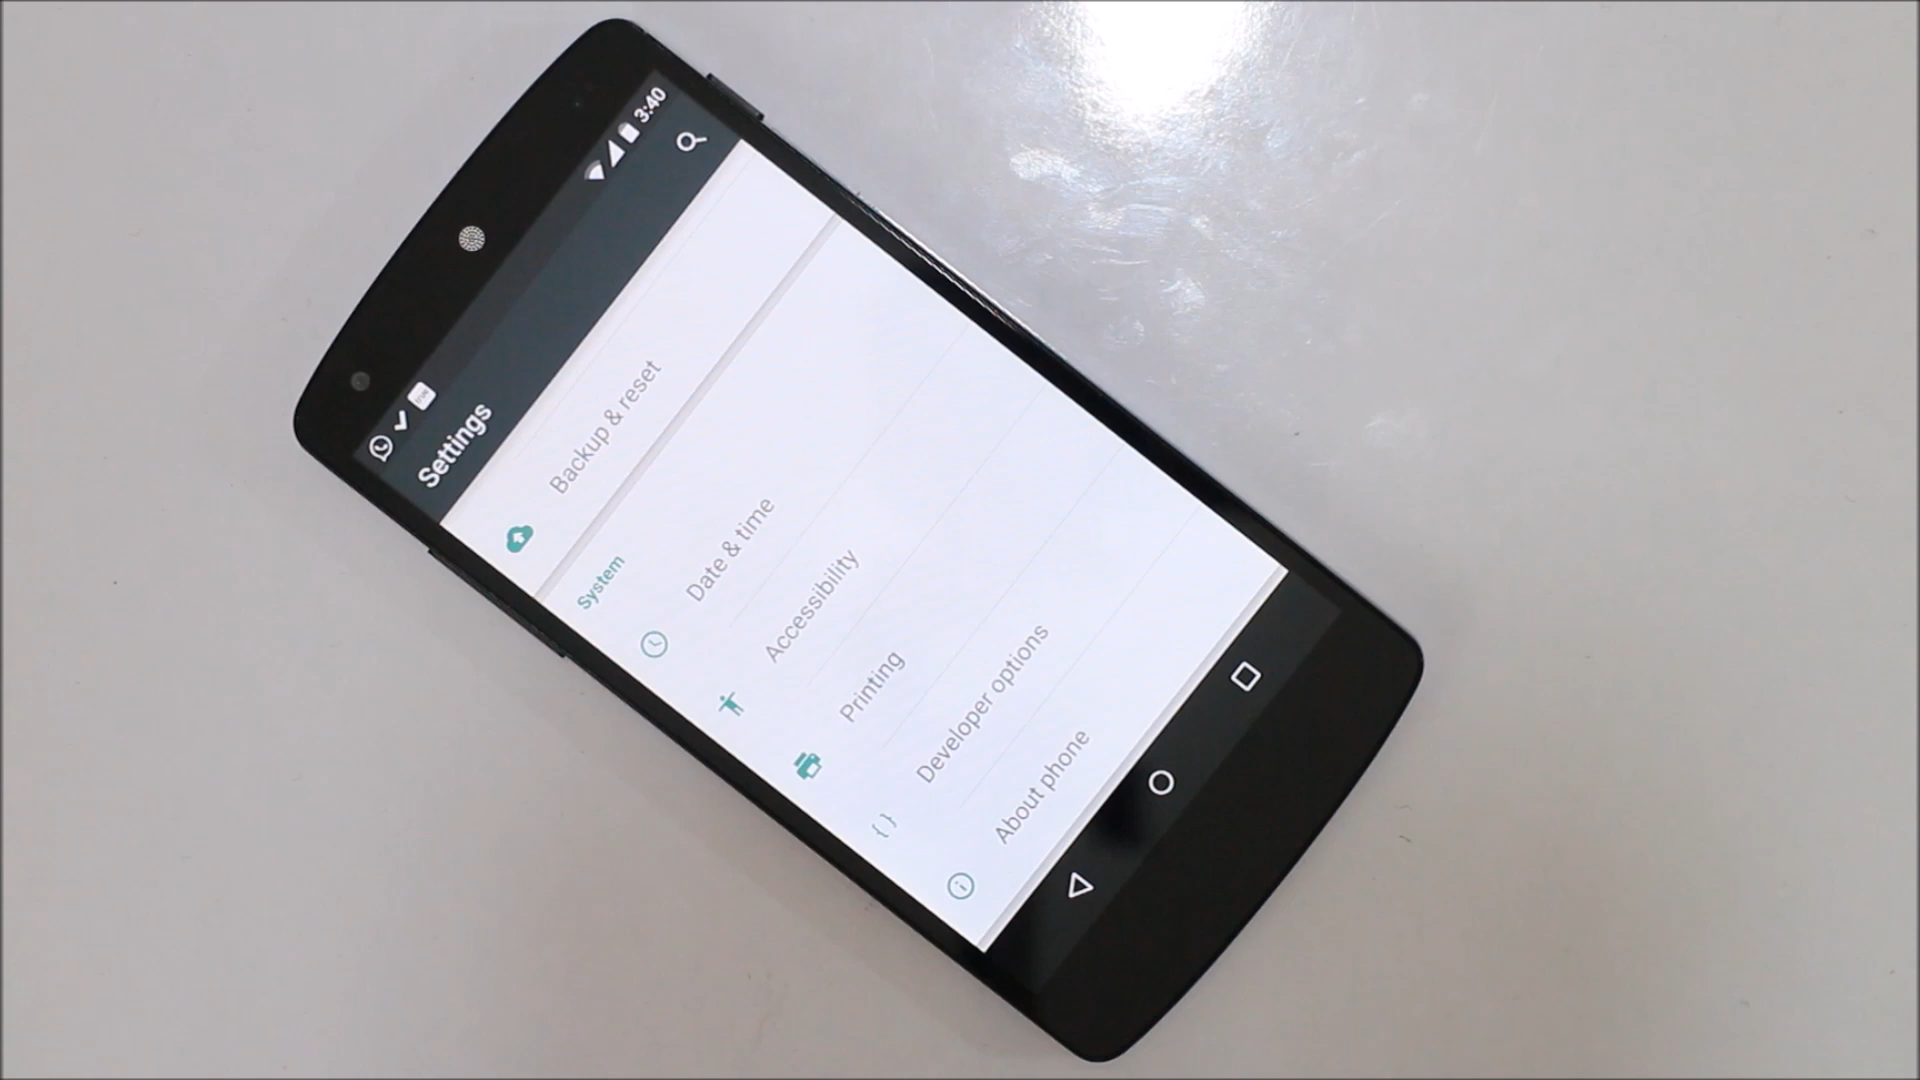 3:40
Settings
Backup & reset
System
Date & time
Accessibility
Printing
{ } Developer options
About phone